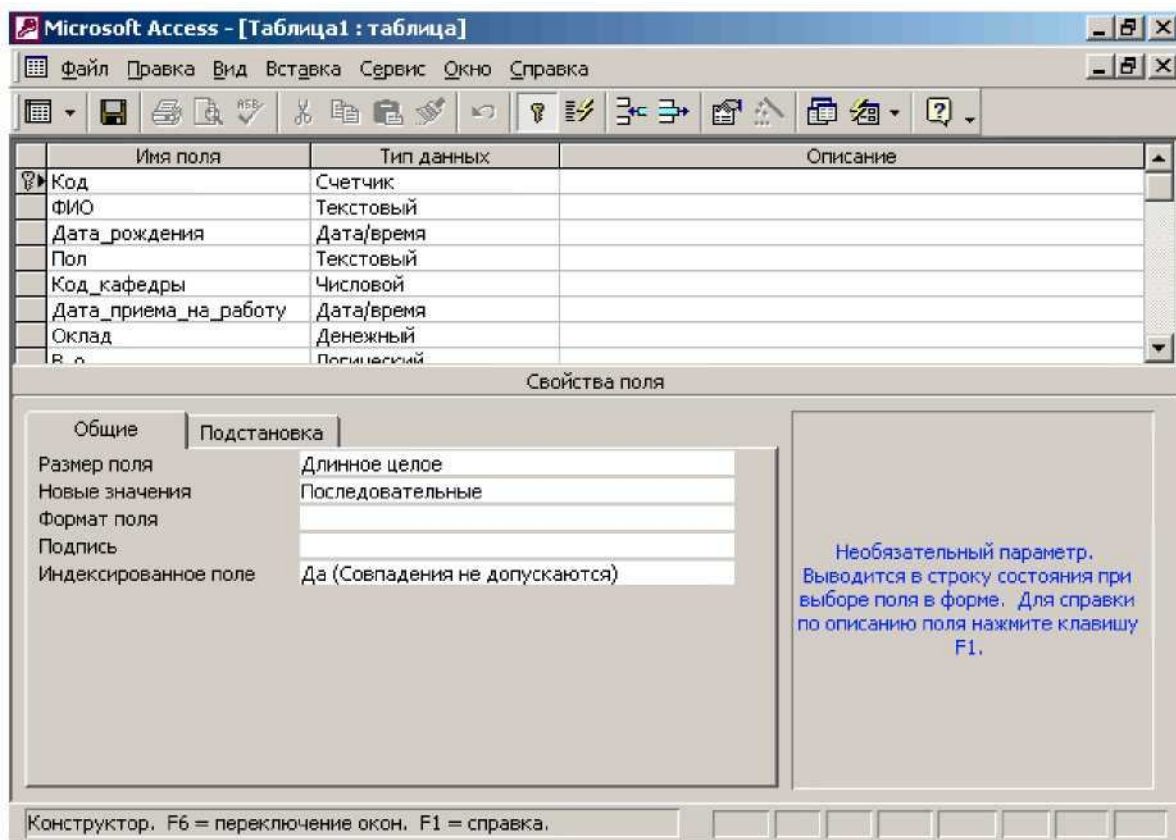 Microsoft Access - [Таблица1 : таблица]
Файл Правка Вид Вставка Сервис Окно Справка
Имя поля Тип данных Описание
Код Счетчик
ФИО Текстовый
Дата_рождения Дата/время
Пол Текстовый
Код_кафедры Числовой
Дата_приема_на_работу Дата/время
Оклад Денежный
В_о Логический
Свойства поля
Общие Подстановка
Размер поля Длинное целое
Новые значения Последовательные
Формат поля
Подпись
Индексированное поле Да (Совпадения не допускаются)
Необязательный параметр.
Выводится в строку состояния при
выборе поля в форме. Для справки
по описанию поля нажмите клавишу
F1.
Конструктор. F6 = переключение окон. F1 = справка.